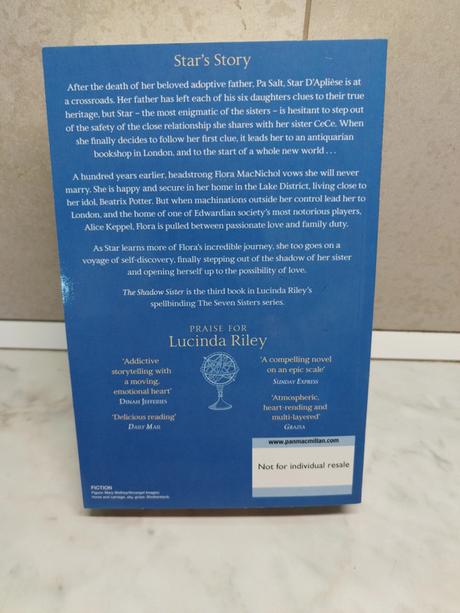 Star's Story
After the death of her beloved adoptive father, Pa Salt, Star D'Aplièse is at
a crossroads. Her father has left each of his six daughters clues to their true
heritage, but Star – the most enigmatic of the sisters – is hesitant to step out
of the safety of the close relationship she shares with her sister CeCe. When
she finally decides to follow her first clue, it leads her to an antiquarian
bookshop in London, and to the start of a whole new world . . .
A hundred years earlier, headstrong Flora MacNichol vows she will never
marry. She is happy and secure in her home in the Lake District, living close to
her idol, Beatrix Potter. But when machinations outside her control lead her to
London, and the home of one of Edwardian society's most notorious players,
Alice Keppel, Flora is pulled between passionate love and family duty.
As Star learns more of Flora's incredible journey, she too goes on a
voyage of self-discovery, finally stepping out of the shadow of her sister
and opening herself up to the possibility of love.
The Shadow Sister is the third book in Lucinda Riley's
spellbinding The Seven Sisters series.
PRAISE FOR
Lucinda Riley
'Addictive
storytelling with
a moving,
emotional heart'
DINAH JEFFERIES
'Delicious reading'
DAILY MAIL
'A compelling novel
on an epic scale'
SUNDAY EXPRESS
'Atmospheric,
heart-rending and
multi-layered'
GRAZIA
www.panmacmillan.com
Not for individual resale
FICTION